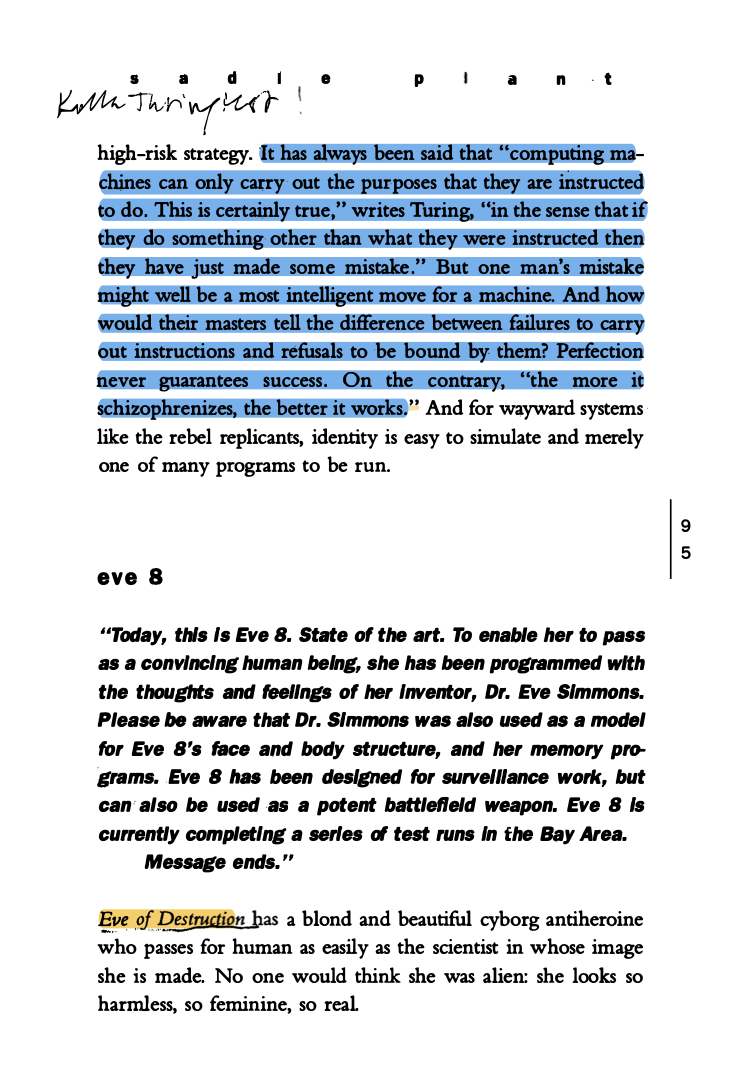 sadie plant
Kolla Turingtest!
high-risk strategy. It has always been said that “computing ma-
chines can only carry out the purposes that they are instructed
to do. This is certainly true,” writes Turing, “in the sense that if
they do something other than what they were instructed then
they have just made some mistake.” But one man’s mistake
might well be a most intelligent move for a machine. And how
would their masters tell the difference between failures to carry
out instructions and refusals to be bound by them? Perfection
never guarantees success. On the contrary, “the more it
schizophrenizes, the better it works.” And for wayward systems
like the rebel replicants, identity is easy to simulate and merely
one of many programs to be run.
9
5
eve 8
“Today, this is Eve 8. State of the art. To enable her to pass
as a convincing human being, she has been programmed with
the thoughts and feelings of her inventor, Dr. Eve Simmons.
Please be aware that Dr. Simmons was also used as a model
for Eve 8’s face and body structure, and her memory pro-
grams. Eve 8 has been designed for surveillance work, but
can also be used as a potent battlefield weapon. Eve 8 is
currently completing a series of test runs in the Bay Area.
Message ends.”
Eve of Destruction has a blond and beautiful cyborg antiheroine
who passes for human as easily as the scientist in whose image
she is made. No one would think she was alien: she looks so
harmless, so feminine, so real.